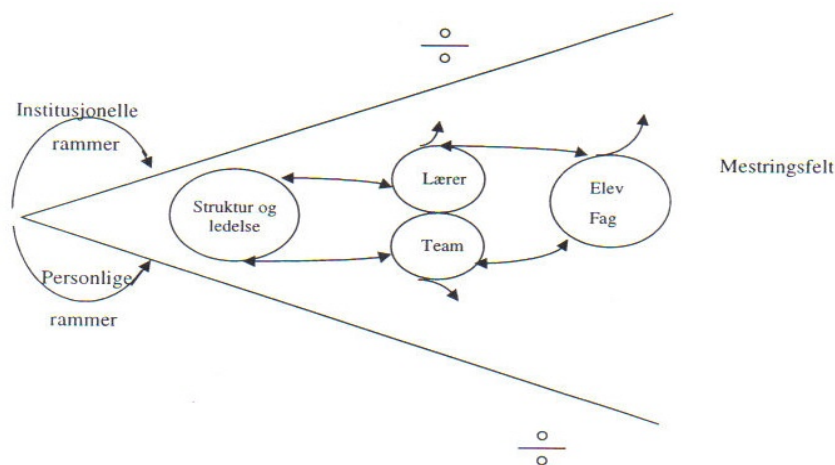 Institusjonelle
rammer
Struktur og
ledelse
Lærer
Team
Elev
Fag
Mestringsfelt
Personlige
rammer